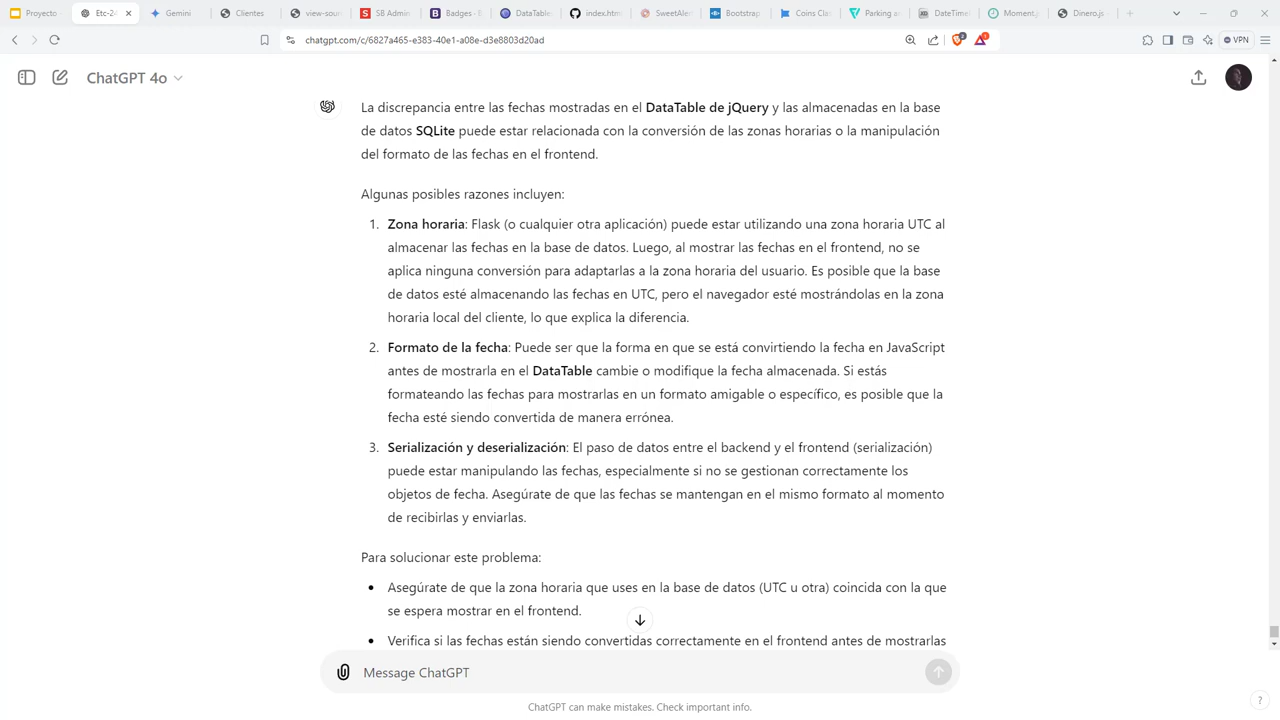 Proyecto
Etc-24
Gemini
Clientes
view-sour
SB Admin
Badges - B
DataTable
index.htm
SweetAler
Bootstrap
Coins Cla
Parking a
DateTime
Moment.j
Dinero.js
chatgpt.com/c/6827a465-e383-40e1-a08e-d3e8803d20ad
VPN
ChatGPT 4o
La discrepancia entre las fechas mostradas en el DataTable de jQuery y las almacenadas en la base
de datos SQLite puede estar relacionada con la conversión de las zonas horarias o la manipulación
del formato de las fechas en el frontend.
Algunas posibles razones incluyen:
1. Zona horaria: Flask (o cualquier otra aplicación) puede estar utilizando una zona horaria UTC al
almacenar las fechas en la base de datos. Luego, al mostrar las fechas en el frontend, no se
aplica ninguna conversión para adaptarlas a la zona horaria del usuario. Es posible que la base
de datos esté almacenando las fechas en UTC, pero el navegador esté mostrándolas en la zona
horaria local del cliente, lo que explica la diferencia.
2. Formato de la fecha: Puede ser que la forma en que se está convirtiendo la fecha en JavaScript
antes de mostrarla en el DataTable cambie o modifique la fecha almacenada. Si estás
formateando las fechas para mostrarlas en un formato amigable o específico, es posible que la
fecha esté siendo convertida de manera errónea.
3. Serialización y deserialización: El paso de datos entre el backend y el frontend (serialización)
puede estar manipulando las fechas, especialmente si no se gestionan correctamente los
objetos de fecha. Asegúrate de que las fechas se mantengan en el mismo formato al momento
de recibirlas y enviarlas.
Para solucionar este problema:
• Asegúrate de que la zona horaria que uses en la base de datos (UTC u otra) coincida con la que
se espera mostrar en el frontend.
• Verifica si las fechas están siendo convertidas correctamente en el frontend antes de mostrarlas
Message ChatGPT
ChatGPT can make mistakes. Check important info.
?